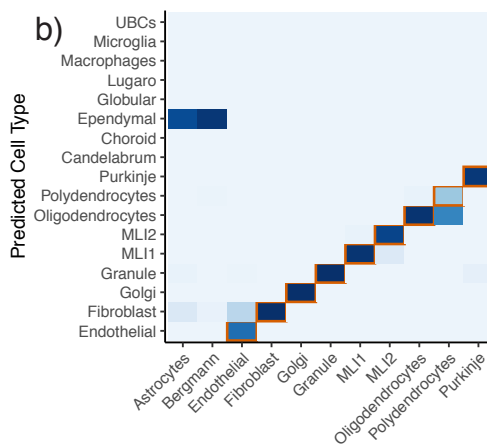 b)
Predicted Cell Type
UBCs
Microglia
Macrophages
Lugaro
Globular
Ependymal
Choroid
Candelabrum
Purkinje
Polydendrocytes
Oligodendrocytes
MLI2
MLI1
Granule
Golgi
Fibroblast
Endothelial
Astrocytes
Bergmann
Endothelial
Fibroblast
Golgi
Granule
MLI1
MLI2
Oligodendrocytes
Polydendrocytes
Purkinje